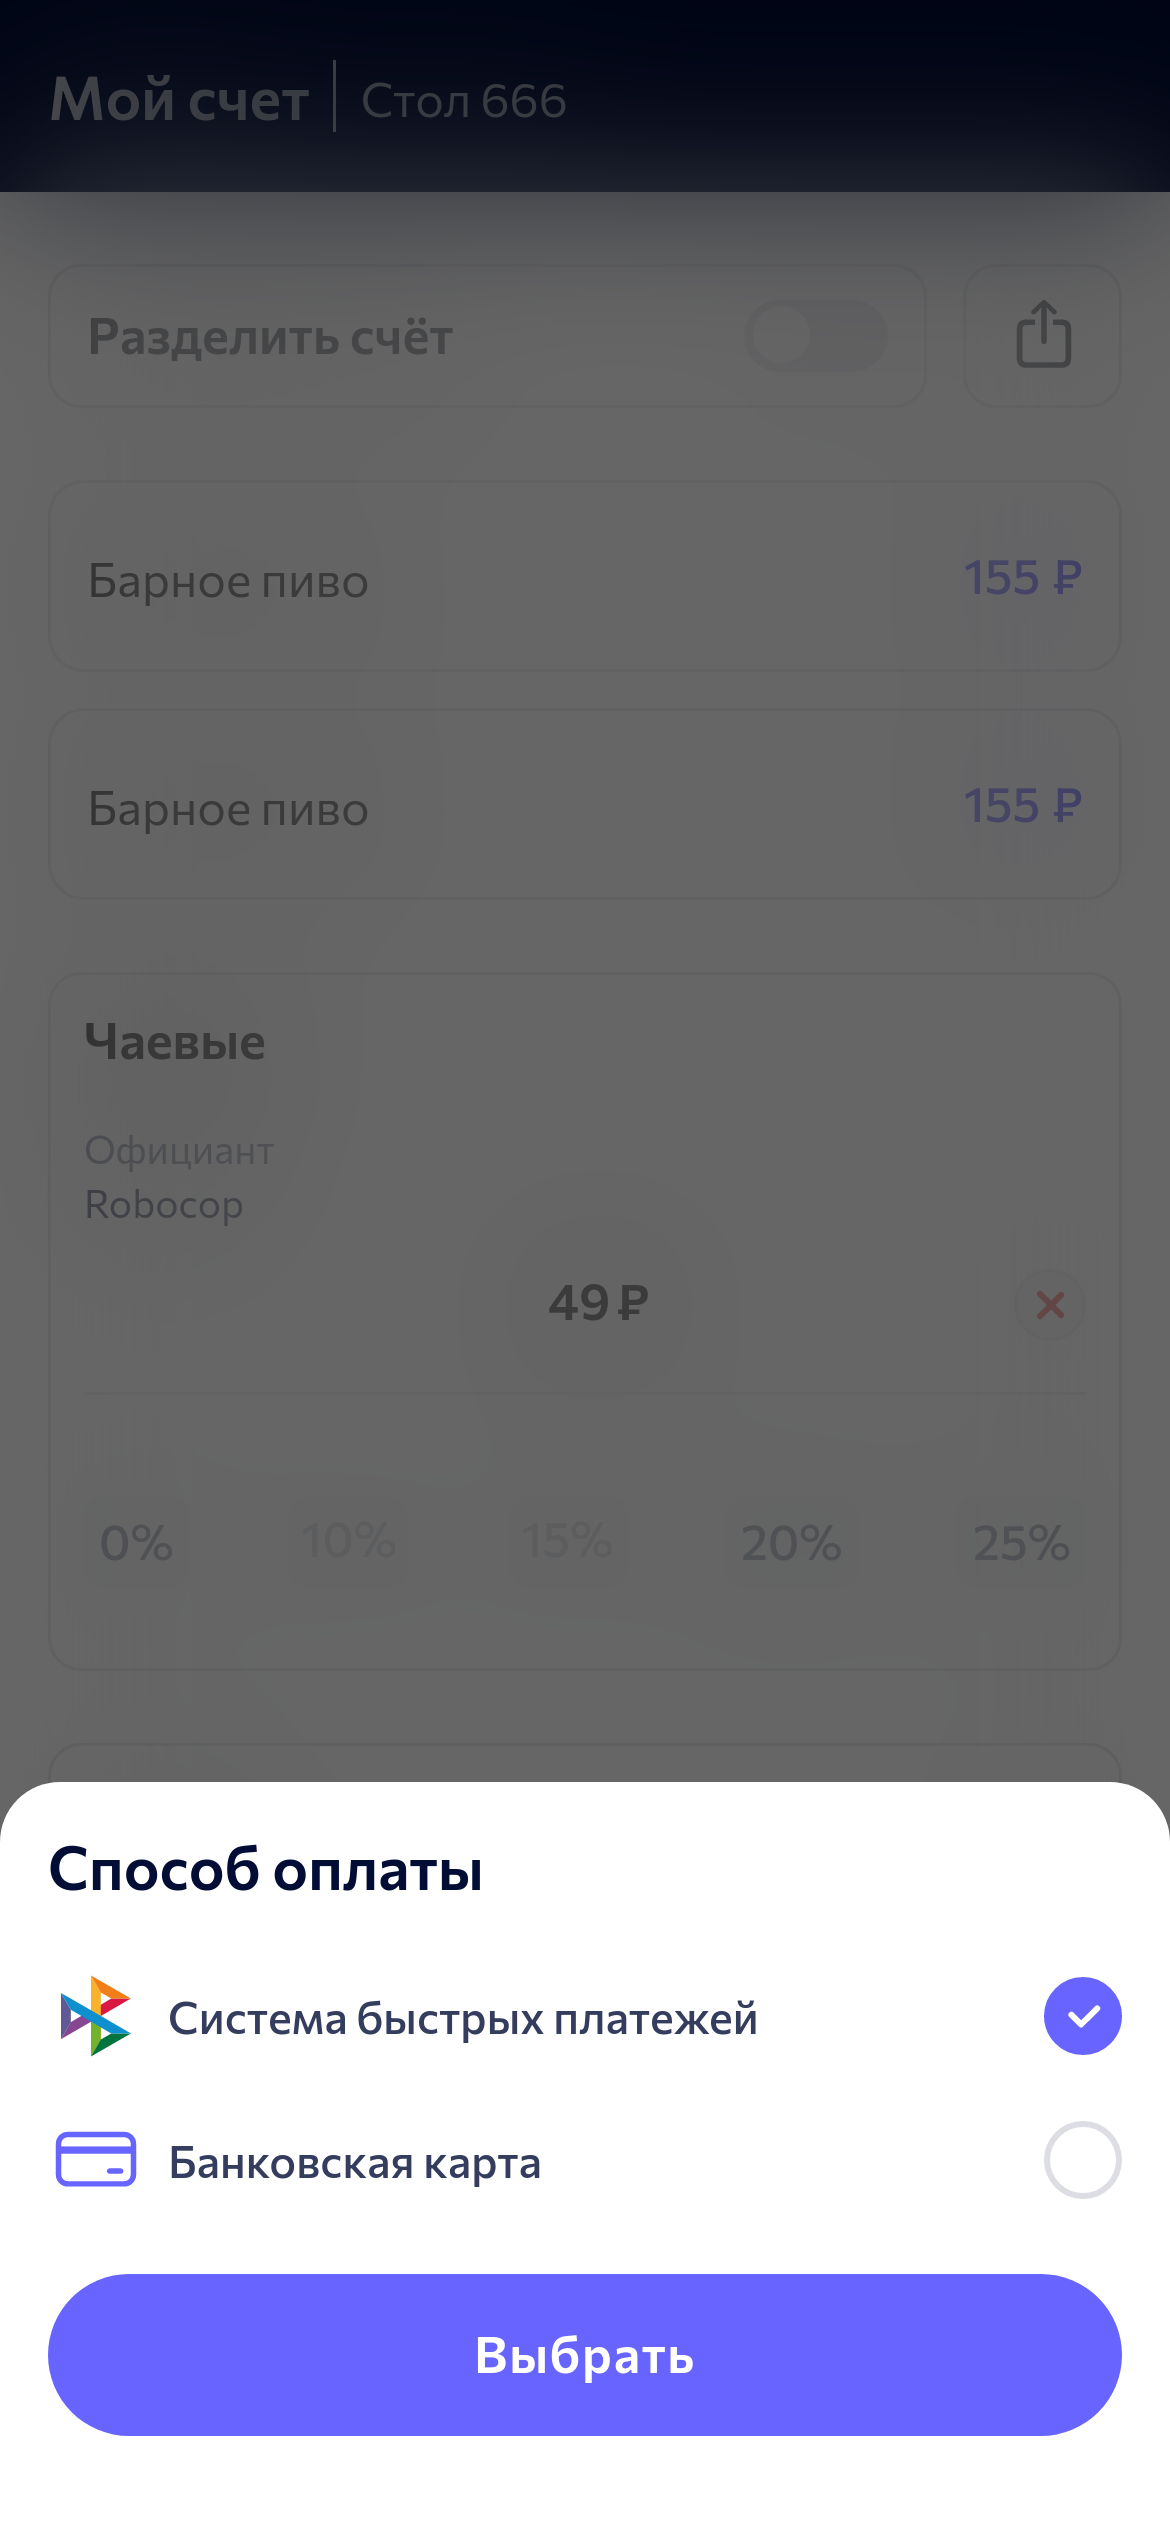 Мой счет
Стол 666
Разделить счёт
Барное пиво
155 ₽
Барное пиво
155 ₽
Чаевые
Официант
Robocop
49 ₽
0%
10%
15%
20%
25%
Способ оплаты
Система быстрых платежей
Банковская карта
Выбрать